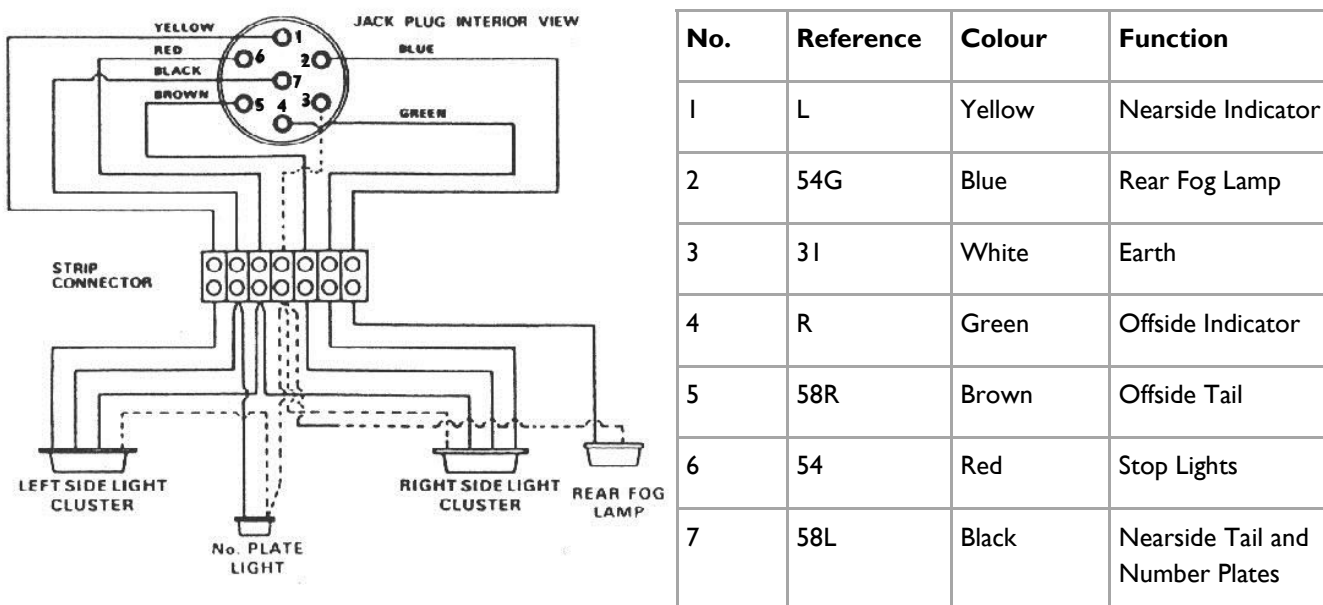 JACK PLUG INTERIOR VIEW
YELLOW
1
RED
6
2
BLUE
BLACK
7
BROWN
5
4
3
GREEN
STRIP
CONNECTOR
LEFT SIDE LIGHT
CLUSTER
RIGHT SIDE LIGHT
CLUSTER
REAR FOG
LAMP
No. PLATE
LIGHT
No. Reference Colour Function
1 L Yellow Nearside Indicator
2 54G Blue Rear Fog Lamp
3 31 White Earth
4 R Green Offside Indicator
5 58R Brown Offside Tail
6 54 Red Stop Lights
7 58L Black Nearside Tail and
Number Plates